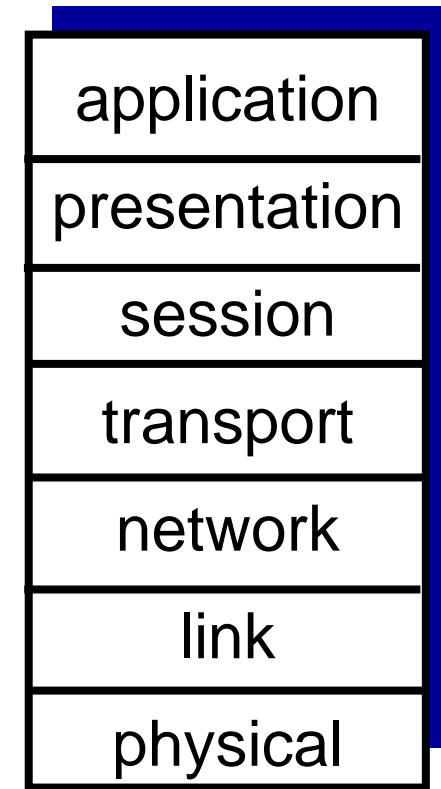 application
presentation
session
transport
network
link
physical